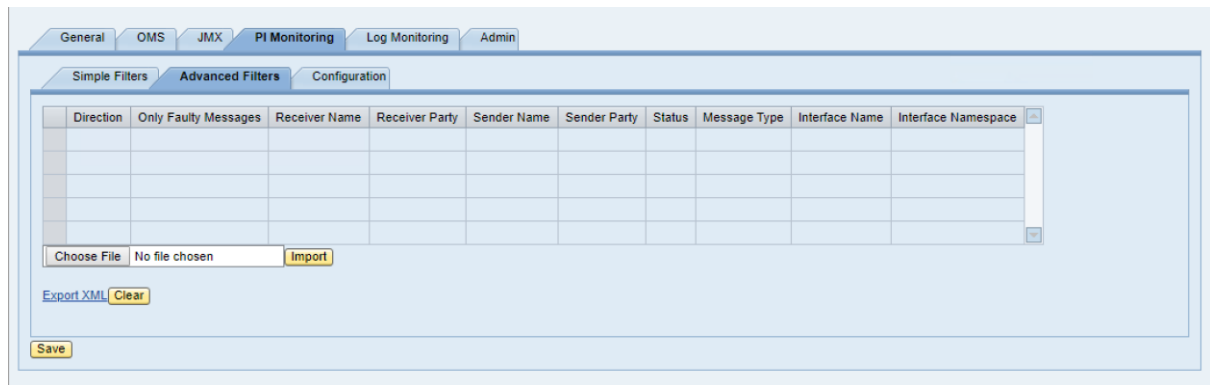 General OMS JMX PI Monitoring Log Monitoring Admin
Simple Filters Advanced Filters Configuration
Direction Only Faulty Messages Receiver Name Receiver Party Sender Name Sender Party Status Message Type Interface Name Interface Namespace
Choose File No file chosen Import
Export XML Clear
Save